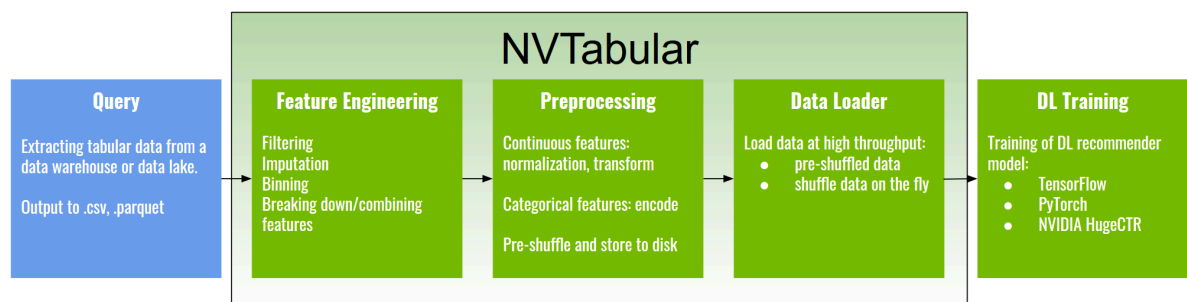 NVTabular
Query
Extracting tabular data from a
data warehouse or data lake.
Output to .csv, .parquet
Feature Engineering
Filtering
Imputation
Binning
Breaking down/combining
features
Preprocessing
Continuous features:
normalization, transform
Categorical features: encode
Pre-shuffle and store to disk
Data Loader
Load data at high throughput:
● pre-shuffled data
● shuffle data on the fly
DL Training
Training of DL recommender
model:
● TensorFlow
● PyTorch
● NVIDIA HugeCTR